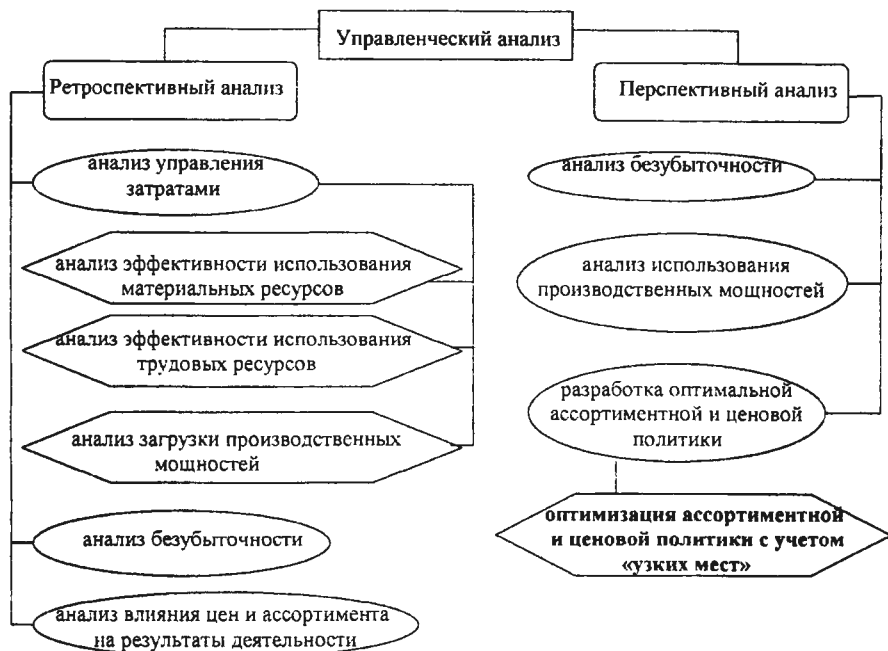 Управленческий анализ
Ретроспективный анализ
анализ управления
затратами
анализ эффективности использования
материальных ресурсов
анализ эффективности использования
трудовых ресурсов
анализ загрузки производственных
мощностей
анализ безубыточности
анализ влияния цен и ассортимента
на результаты деятельности
Перспективный анализ
анализ безубыточности
анализ использования
производственных мощностей
разработка оптимальной
ассортиментной и ценовой
политики
оптимизация ассортиментной
и ценовой политики с учетом
«узких мест»